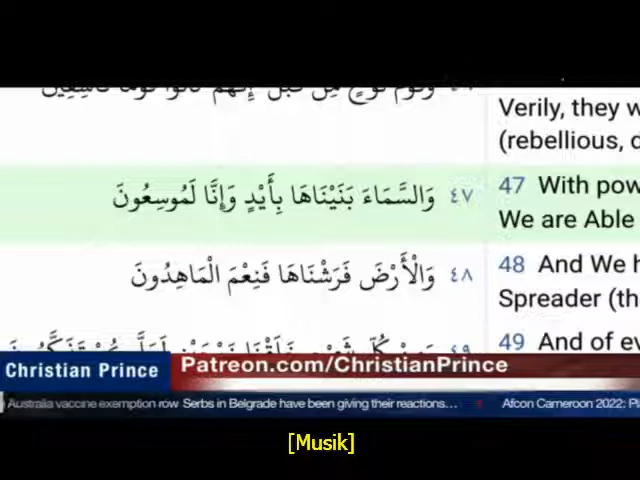 Verily, they w
(rebellious, d
وَالسَّمَاءَ بَنَيْنَاهَا بِأَيْدٍ وَإِنَّا لَمُوسِعُونَ ٤٧
47 With pow
We are Able
وَالْأَرْضَ فَرَشْنَاهَا فَنِعْمَ الْمَاهِدُونَ ٤٨
48 And We h
Spreader (th
49 And of ev
Christian Prince
Patreon.com/ChristianPrince
Australia vaccine exemption row Serbs in Belgrade have been giving their reactions... Afcon Cameroon 2022: Pl
[Musik]